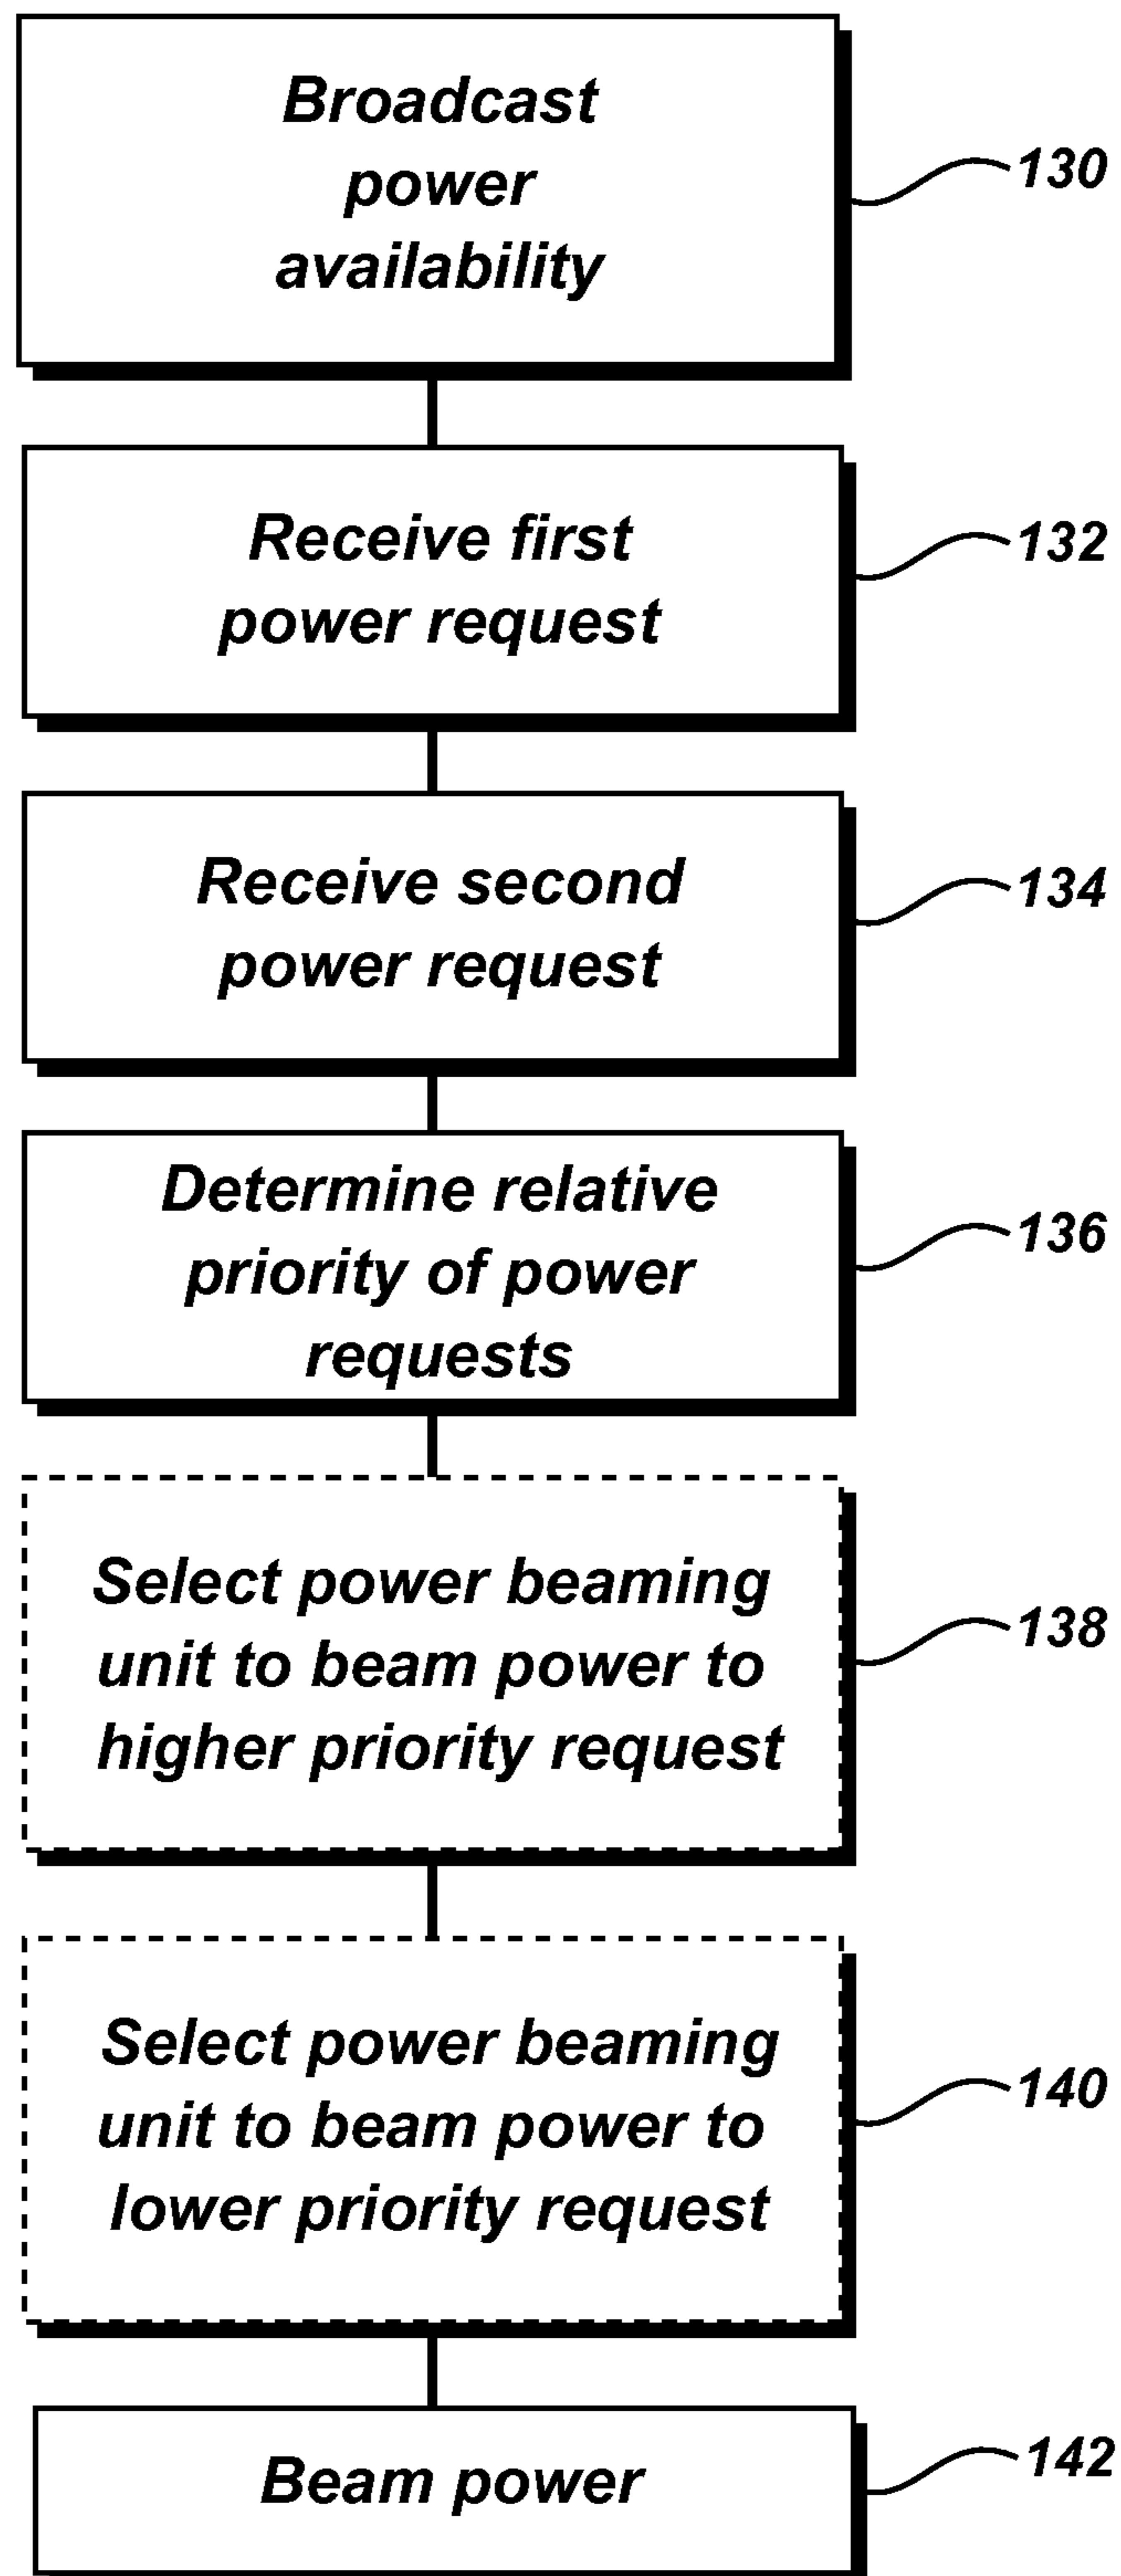 Broadcast
power
availability
130
Receive first
power request
132
Receive second
power request
134
Determine relative
priority of power
requests
136
Select power beaming
unit to beam power to
higher priority request
138
Select power beaming
unit to beam power to
lower priority request
140
Beam power
142